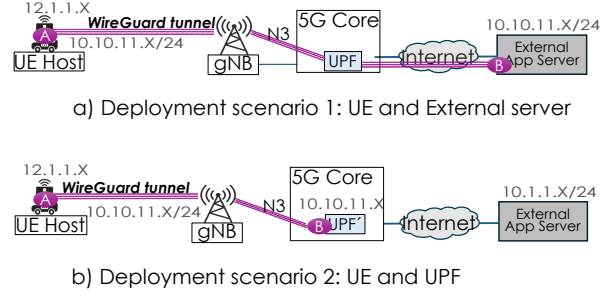 12.1.1.X
WireGuard tunnel
A
10.10.11.X/24
UE Host
gNB
N3
5G Core
UPF
Internet
10.10.11.X/24
External
App Server
B
a) Deployment scenario 1: UE and External server
12.1.1.X
WireGuard tunnel
A
10.10.11.X/24
UE Host
gNB
N3
5G Core
10.10.11.X
B
UPF´
Internet
10.1.1.X/24
External
App Server
b) Deployment scenario 2: UE and UPF